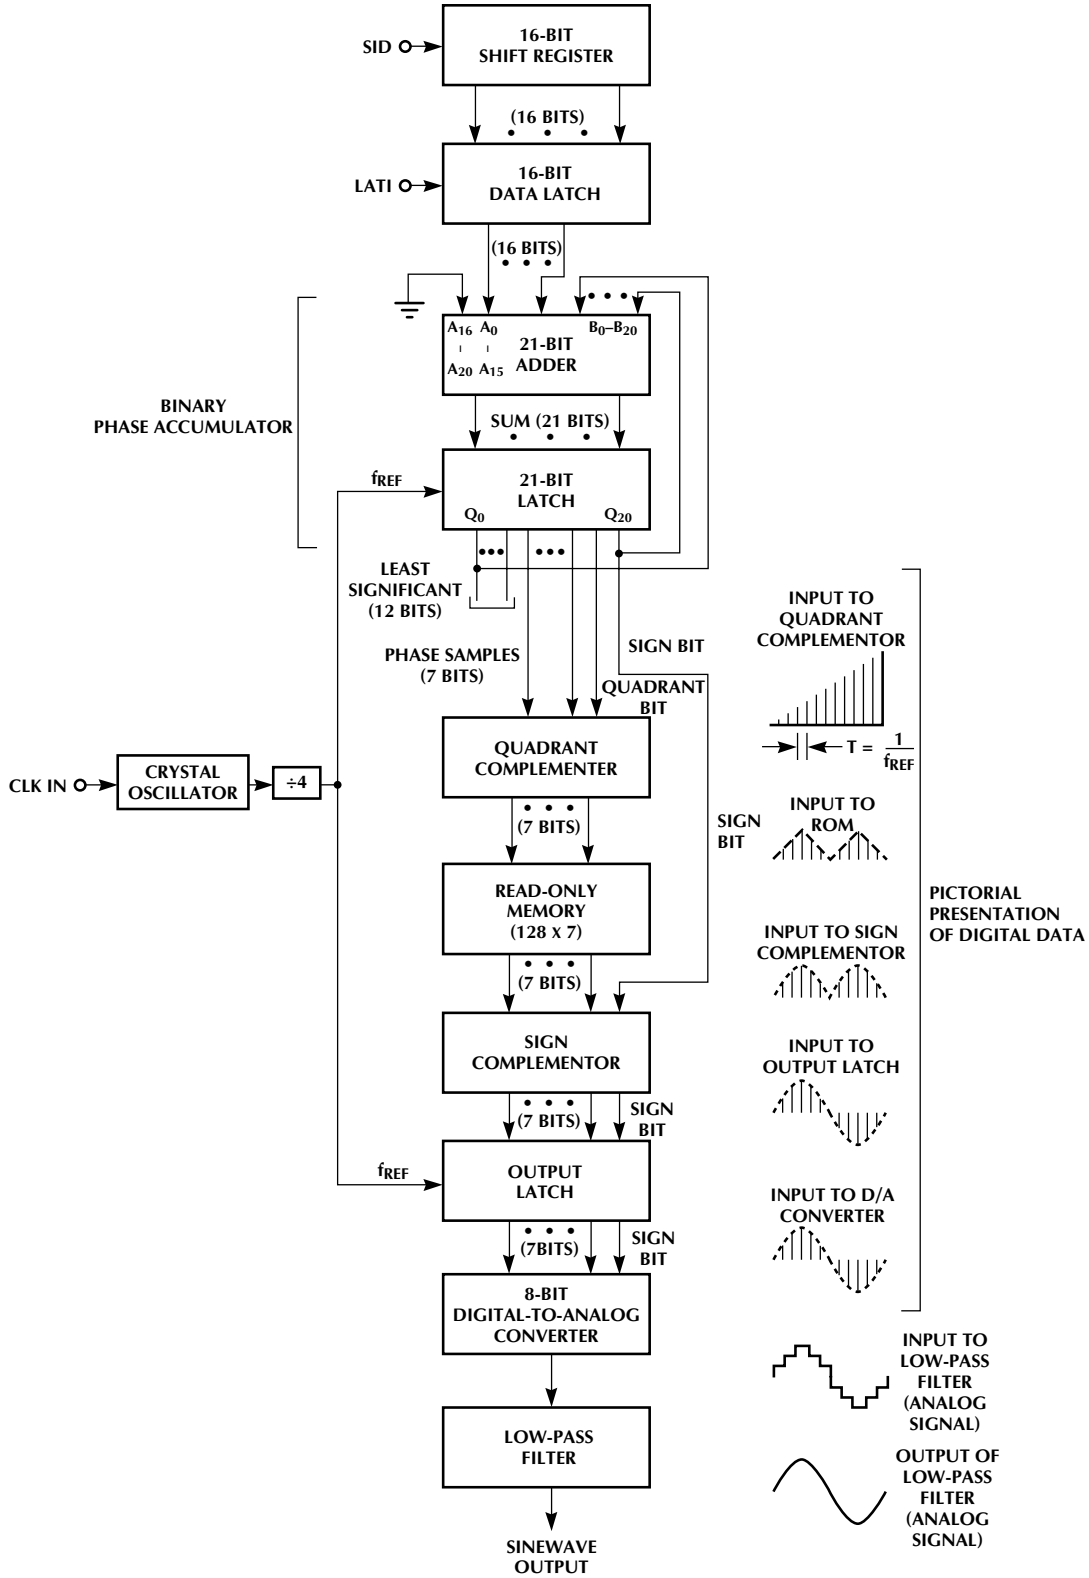 16-BIT
SHIFT REGISTER
SID
(16 BITS)
16-BIT
DATA LATCH
LATI
(16 BITS)
A16 A0
B0–B20
A20 A15
21-BIT
ADDER
BINARY
PHASE ACCUMULATOR
SUM (21 BITS)
fREF
21-BIT
LATCH
Q0
Q20
LEAST
SIGNIFICANT
(12 BITS)
PHASE SAMPLES
(7 BITS)
SIGN BIT
QUADRANT
BIT
QUADRANT
COMPLEMENTER
CLK IN
CRYSTAL
OSCILLATOR
÷4
(7 BITS)
SIGN
BIT
READ-ONLY
MEMORY
(128 X 7)
(7 BITS)
SIGN
COMPLEMENTOR
(7 BITS)
SIGN
BIT
fREF
OUTPUT
LATCH
(7BITS)
SIGN
BIT
8-BIT
DIGITAL-TO-ANALOG
CONVERTER
LOW-PASS
FILTER
SINEWAVE
OUTPUT
INPUT TO
QUADRANT
COMPLEMENTOR
T = 1
fREF
INPUT TO
ROM
INPUT TO SIGN
COMPLEMENTOR
INPUT TO
OUTPUT LATCH
INPUT TO D/A
CONVERTER
PICTORIAL
PRESENTATION
OF DIGITAL DATA
INPUT TO
LOW-PASS
FILTER
(ANALOG
SIGNAL)
OUTPUT OF
LOW-PASS
FILTER
(ANALOG
SIGNAL)